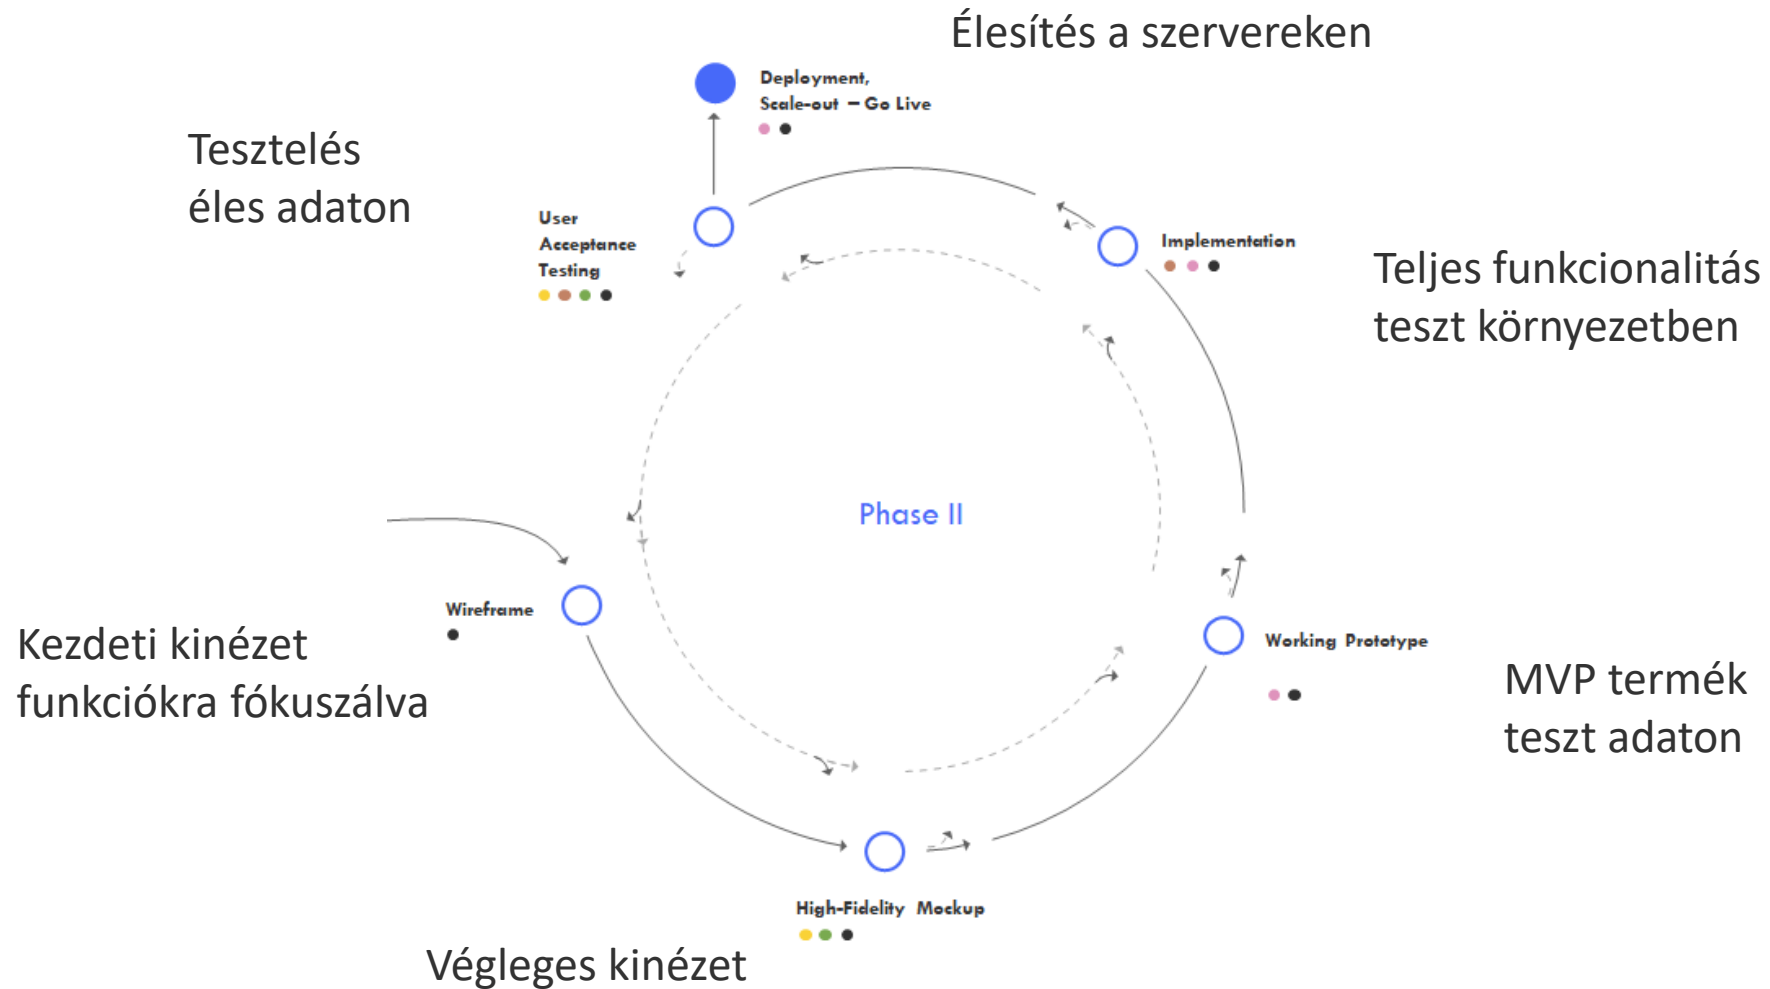 Élesítés a szervereken
Deployment,
Scale-out – Go Live
Tesztelés
éles adaton
User
Acceptance
Testing
Implementation
Teljes funkcionalitás
teszt környezetben
Phase II
Wireframe
Kezdeti kinézet
funkciókra fókuszálva
Working Prototype
MVP termék
teszt adaton
High-Fidelity Mockup
Végleges kinézet